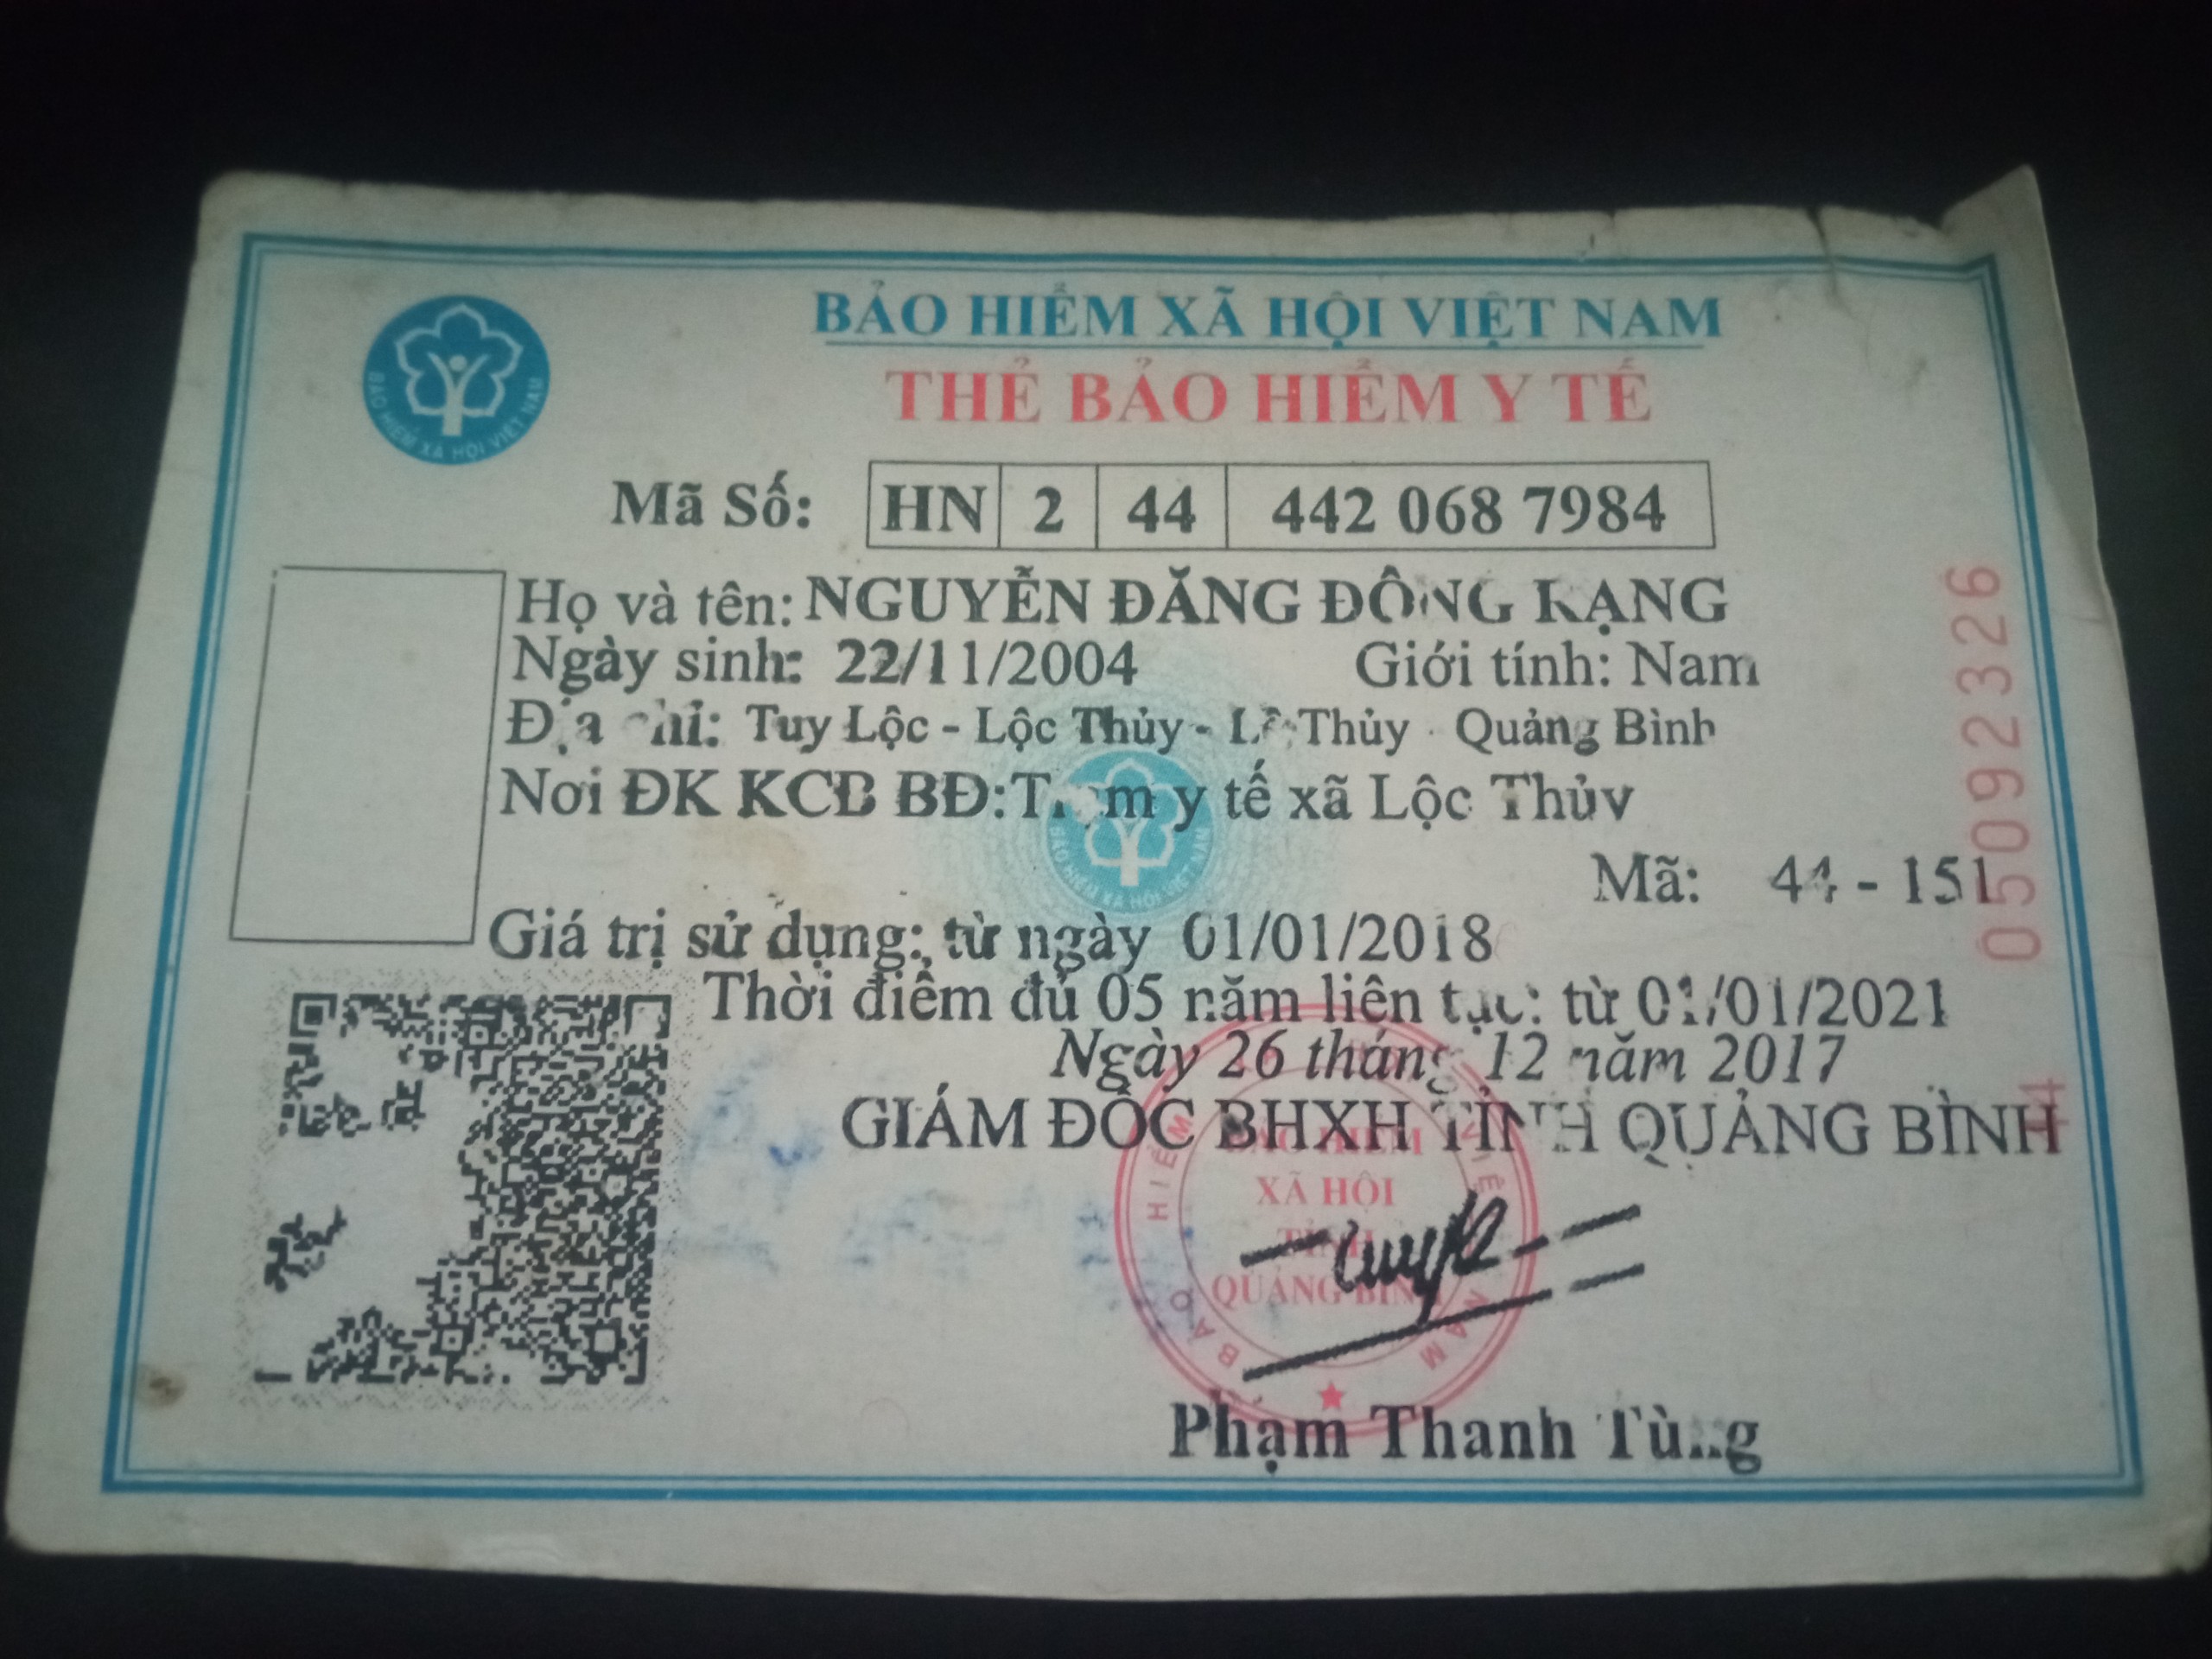 BẢO HIỂM XÃ HỘI VIỆT NAM
THẺ BẢO HIỂM Y TẾ
BẢO HIỂM XÃ HỘI VIỆT NAM
Mã Số: HN 2 44 442 068 7984
Họ và tên: NGUYỄN ĐĂNG ĐÔNG KẠNG
Ngày sinh: 22/11/2004 Giới tính: Nam
Địa chỉ: Tuy Lộc - Lộc Thủy - Lệ Thủy Quảng Bình
Nơi ĐK KCB BĐ: Trạm y tế xã Lộc Thủy
BẢO HIỂM XÃ HỘI VIỆT NAM
Mã: 44 - 151
Giá trị sử dụng: từ ngày 01/01/2018
Thời điểm đủ 05 năm liên tục: từ 01/01/2021
Ngày 26 tháng 12 năm 2017
GIÁM ĐỐC BHXH TỈNH QUẢNG BÌNH
BẢO HIỂM VIỆT NAM
BẢO HIỂM
XÃ HỘI
TỈNH
QUẢNG BÌNH
Phạm Thanh Tùng
44 05092326